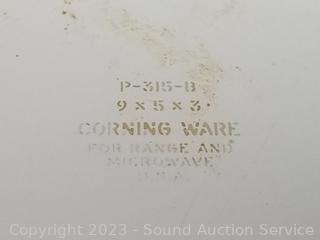 P-315-B
9 x 5 x 3
CORNING WARE
FOR RANGE AND
MICROWAVE
U.S.A.
Copyright 2023 - Sound Auction Service